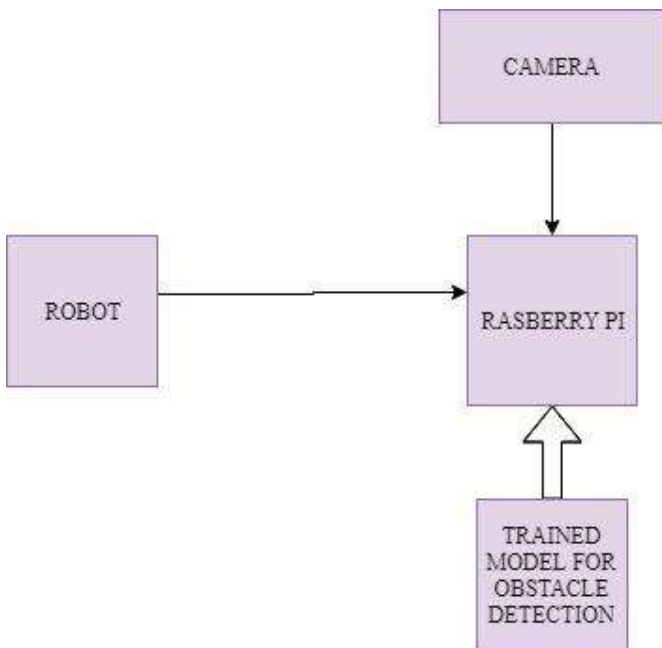 CAMERA
ROBOT
RASBERRY PI
TRAINED
MODEL FOR
OBSTACLE
DETECTION